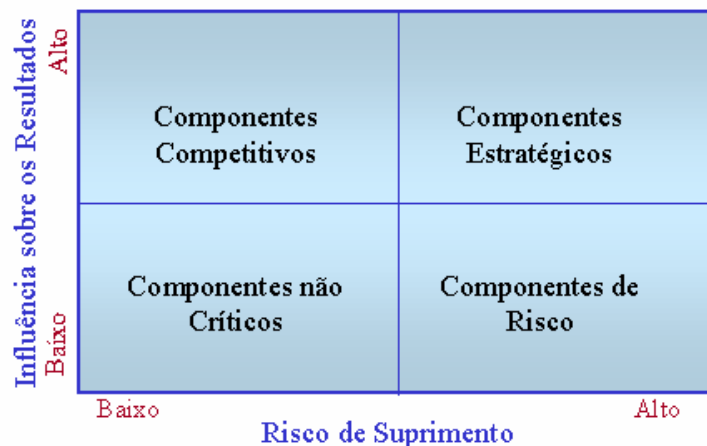 Influência sobre os Resultados
Alto
Baixo
Componentes
Competitivos
Componentes
Estratégicos
Componentes não
Críticos
Componentes de
Risco
Baixo
Alto
Risco de Suprimento